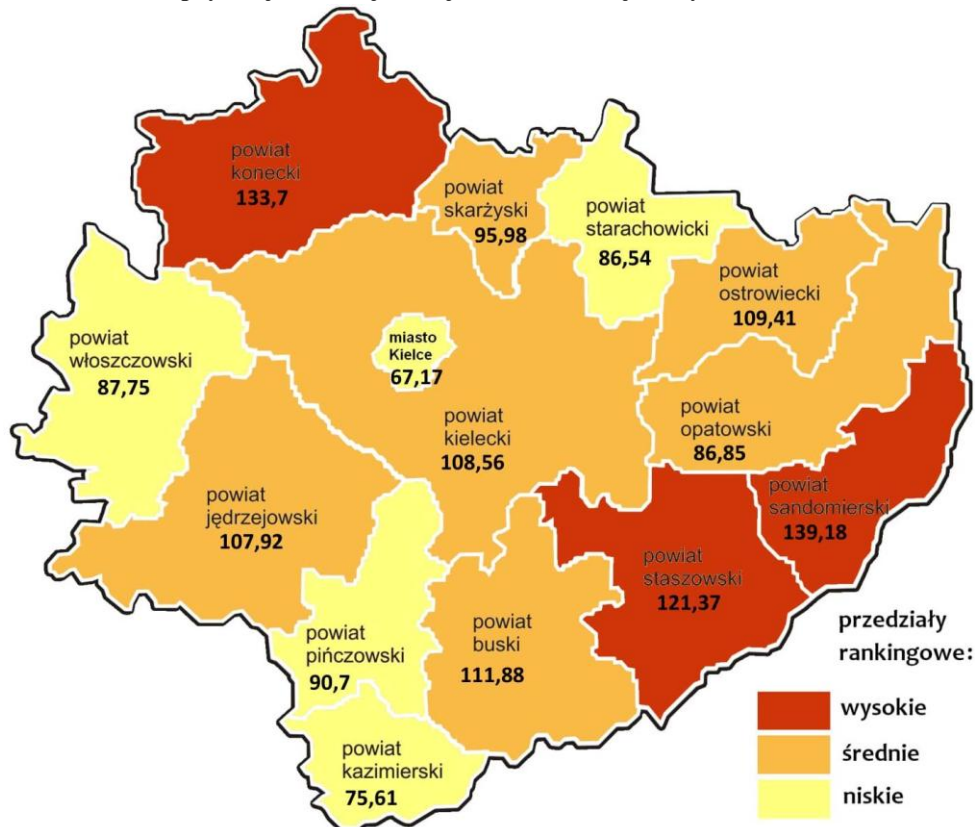 powiat
konecki
133,7
powiat
skarżyski
95,98
powiat
starachowicki
86,54
powiat
ostrowiecki
109,41
powiat
włoszczowski
87,75
miasto
Kielce
67,17
powiat
kielecki
108,56
powiat
opatowski
86,85
powiat
jędrzejowski
107,92
powiat
sandomierski
139,18
powiat
staszowski
121,37
powiat
pińczowski
90,7
powiat
buski
111,88
powiat
kazimierski
75,61
przedziały
rankingowe:
wysokie
średnie
niskie